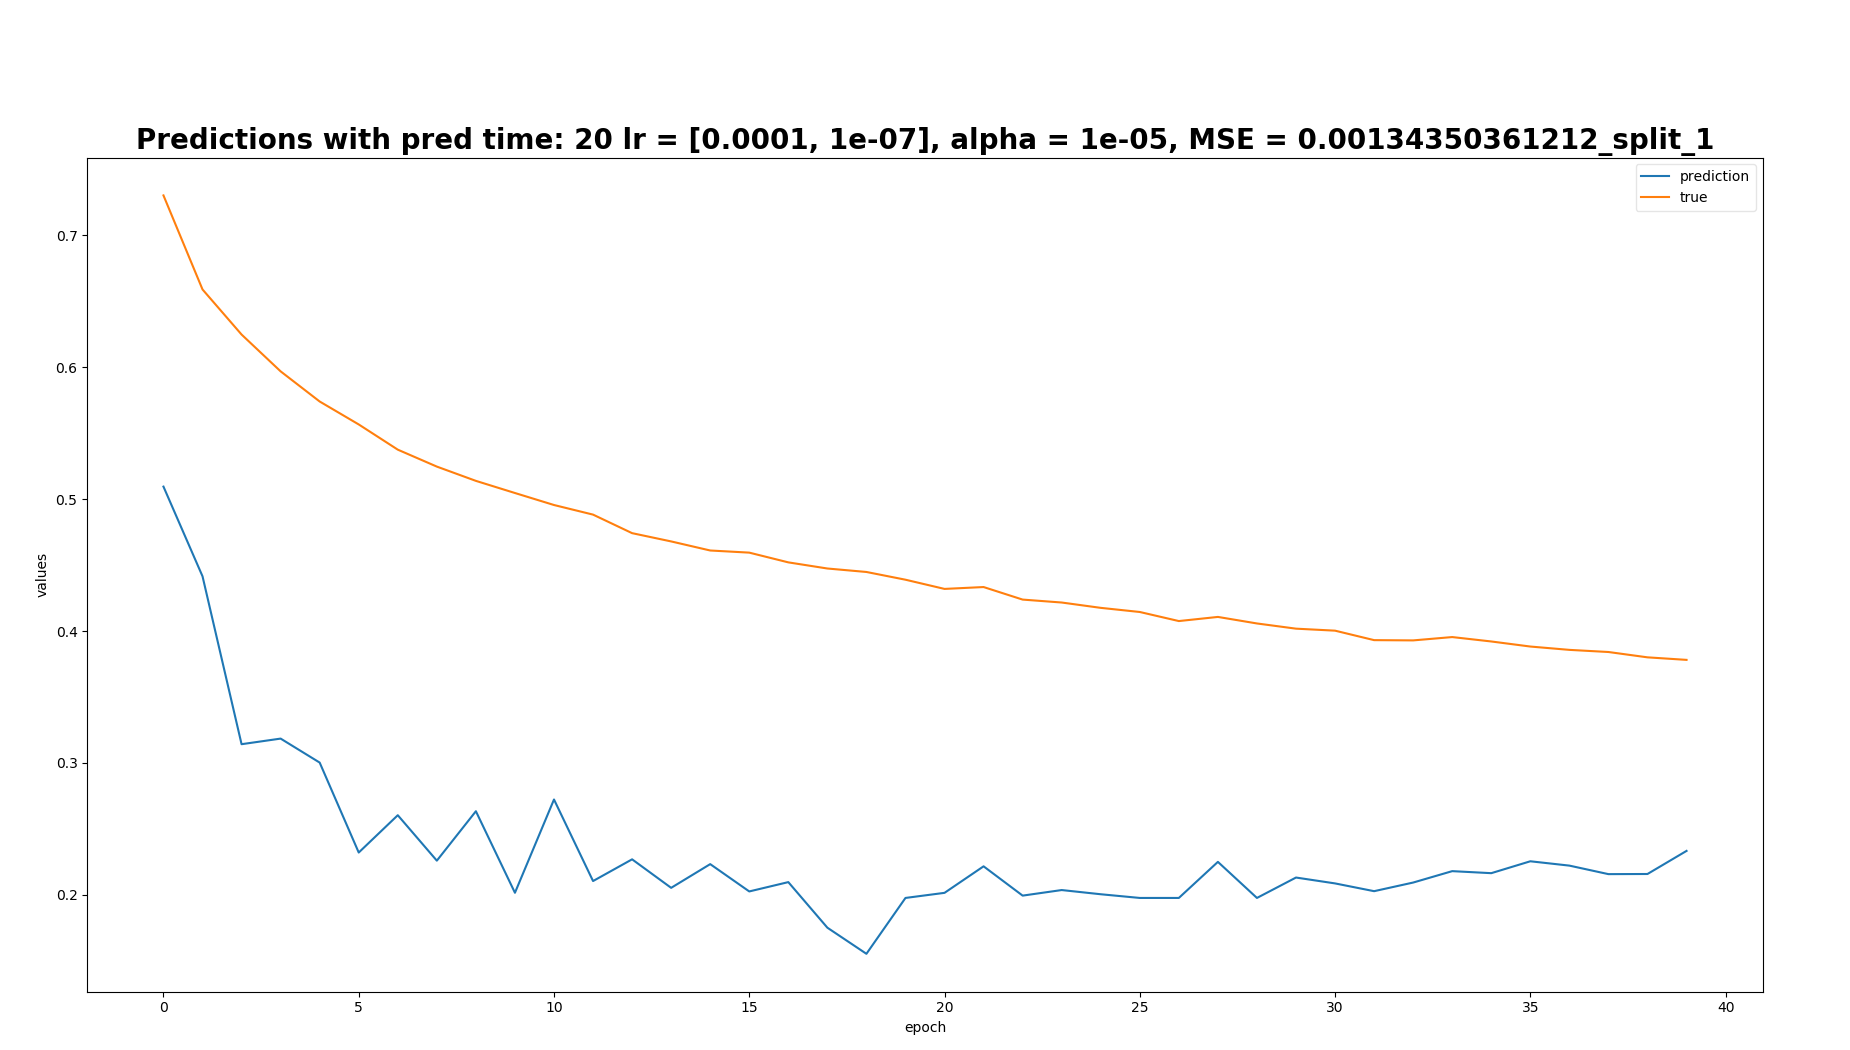 Predictions with pred time: 20 lr = [0.0001, 1e-07], alpha = 1e-05, MSE = 0.00134350361212_split_1
prediction
true
0.7
0.6
0.5
0.4
0.3
0.2
values
0 5 10 15 20 25 30 35 40
epoch